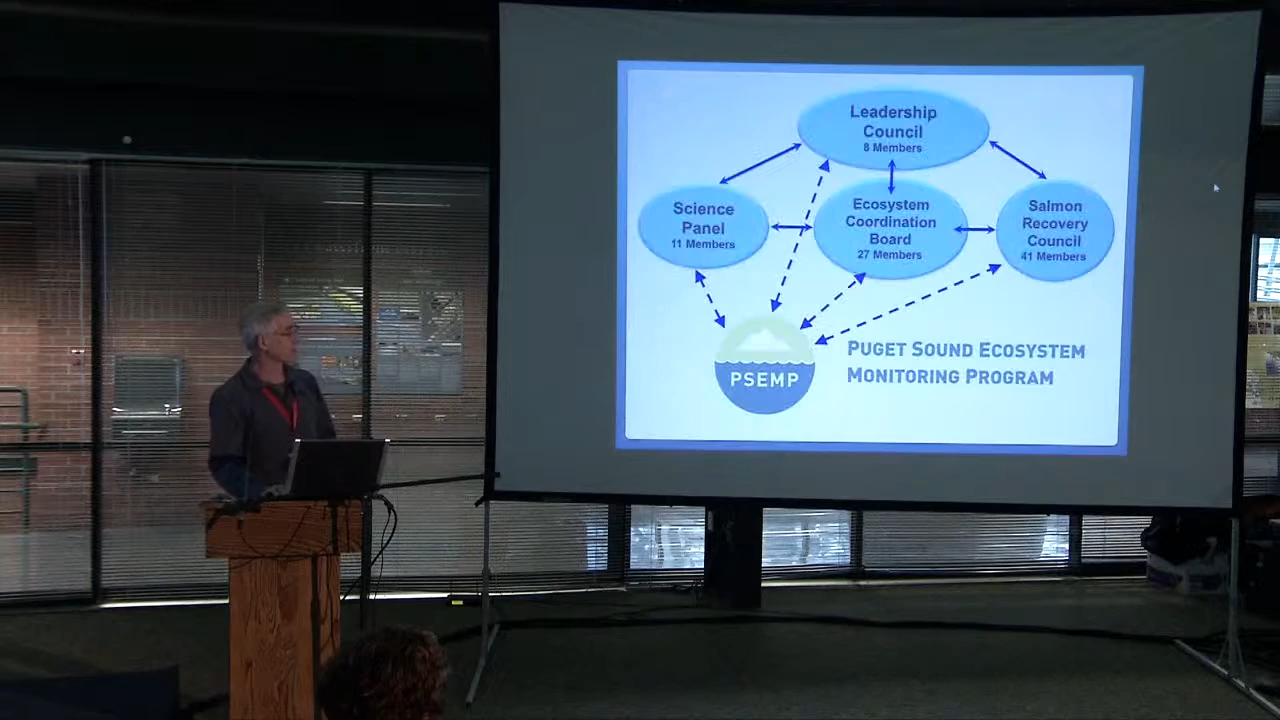 Leadership
Council
8 Members
Science
Panel
11 Members
Ecosystem
Coordination
Board
27 Members
Salmon
Recovery
Council
41 Members
PSEMP
PUGET SOUND ECOSYSTEM
MONITORING PROGRAM